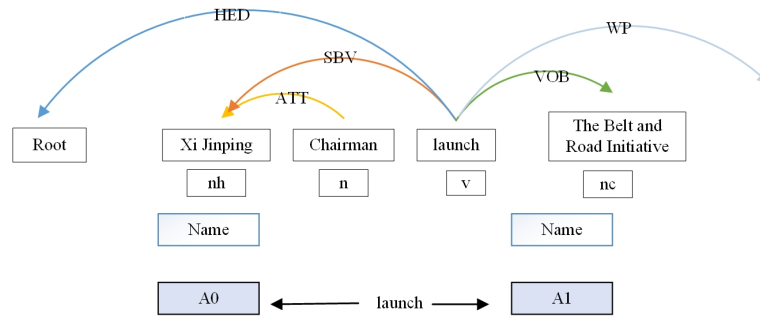 HED
WP
SBV
VOB
ATT
Root
Xi Jinping
Chairman
launch
The Belt and
Road Initiative
nh
n
v
nc
Name
Name
A0
launch
A1